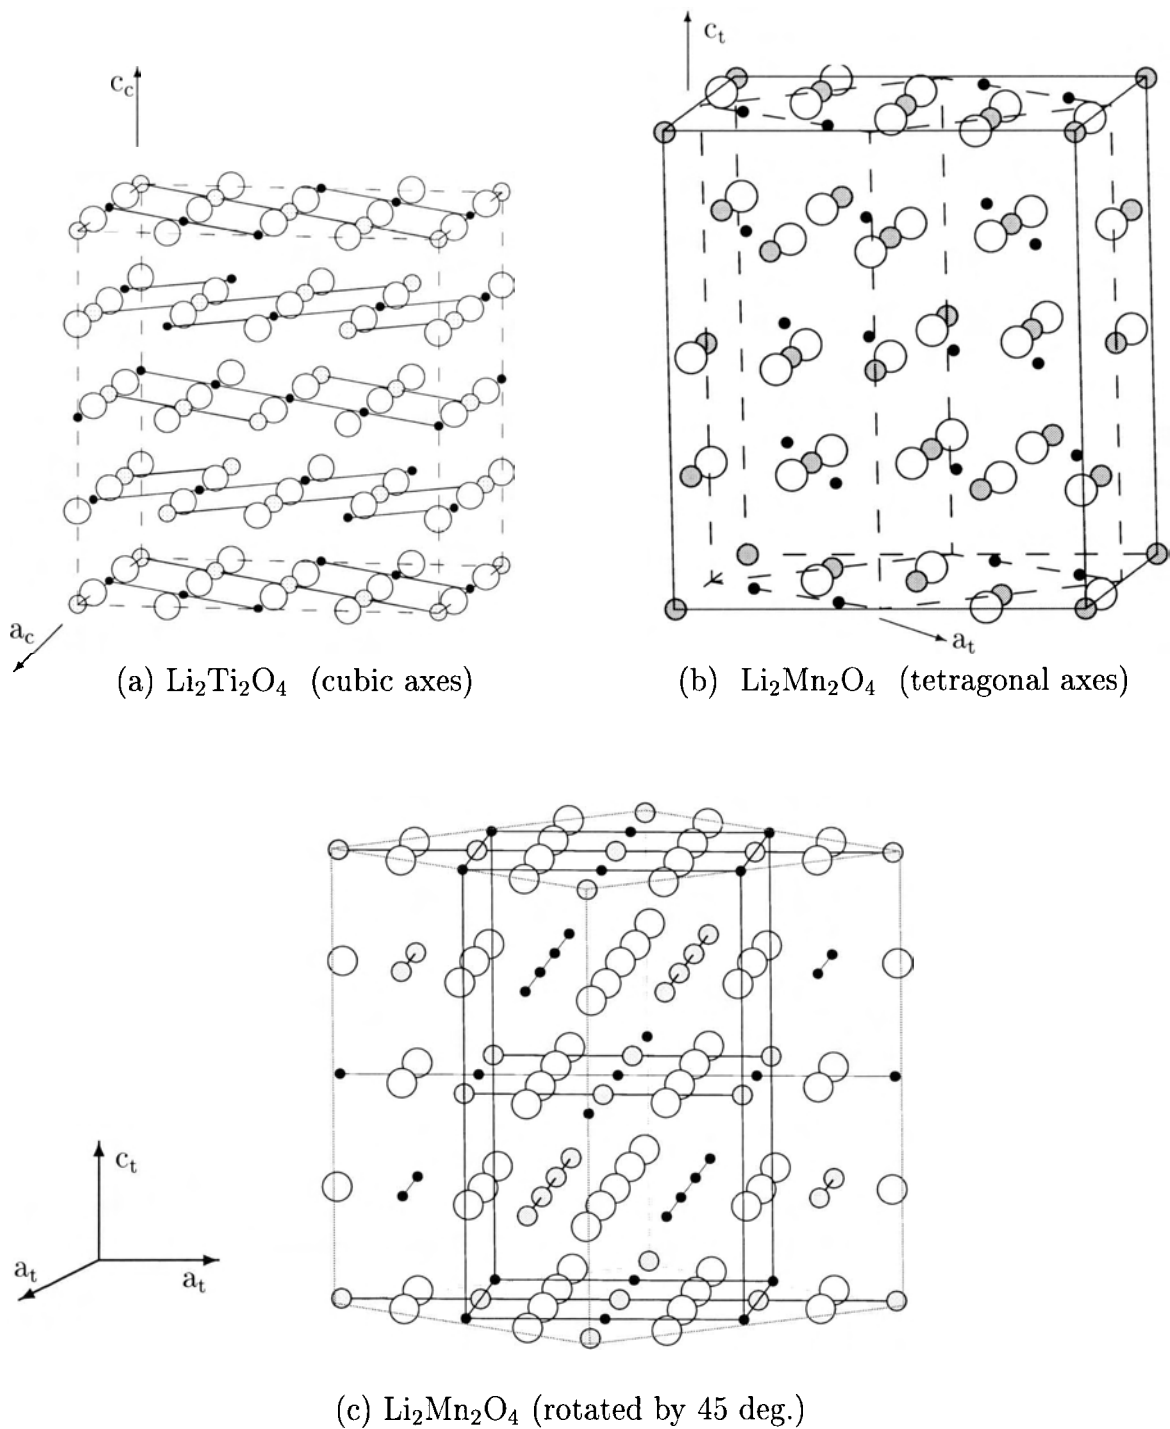 c_t
c_c
a_c
a_t
(a) Li₂Ti₂O₄ (cubic axes)
(b) Li₂Mn₂O₄ (tetragonal axes)
c_t
a_t
a_t
(c) Li₂Mn₂O₄ (rotated by 45 deg.)